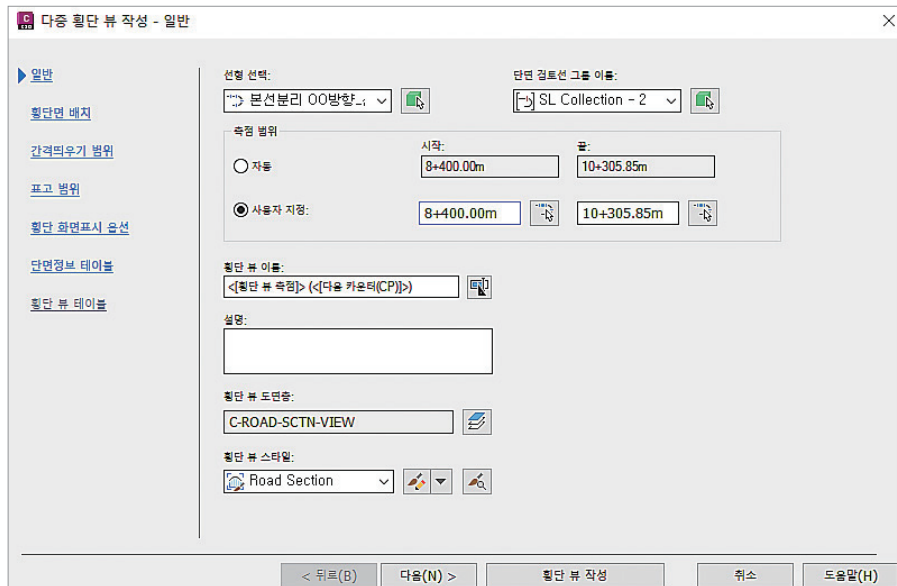 다중 횡단 뷰 작성 - 일반
일반
횡단면 배치
간격띄우기 범위
표고 범위
횡단 화면표시 옵션
단면정보 테이블
횡단 뷰 테이블
선형 선택: 단면 검토선 그룹 이름:
본선분리 OO방향 SL Collection - 2
측점 범위
시작: 끝:
자동 8+400.00m 10+305.85m
사용자 지정: 8+400.00m 10+305.85m
횡단 뷰 이름:
<[횡단 뷰 측점]> (<[다음 카운터(CP)]>)
설명:
횡단 뷰 도면층:
C-ROAD-SCTN-VIEW
횡단 뷰 스타일:
Road Section
< 뒤로(B) 다음(N) > 횡단 뷰 작성 취소 도움말(H)